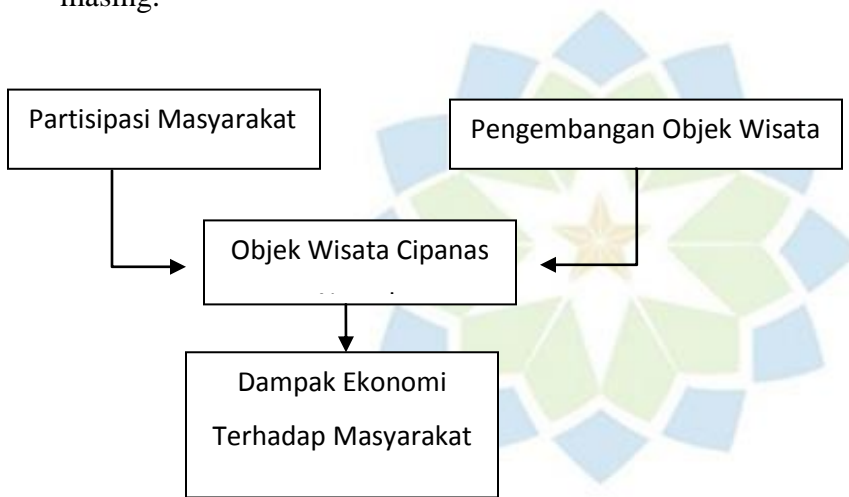 masing.
Partisipasi Masyarakat
Pengembangan Objek Wisata
Objek Wisata Cipanas
Dampak Ekonomi
Terhadap Masyarakat